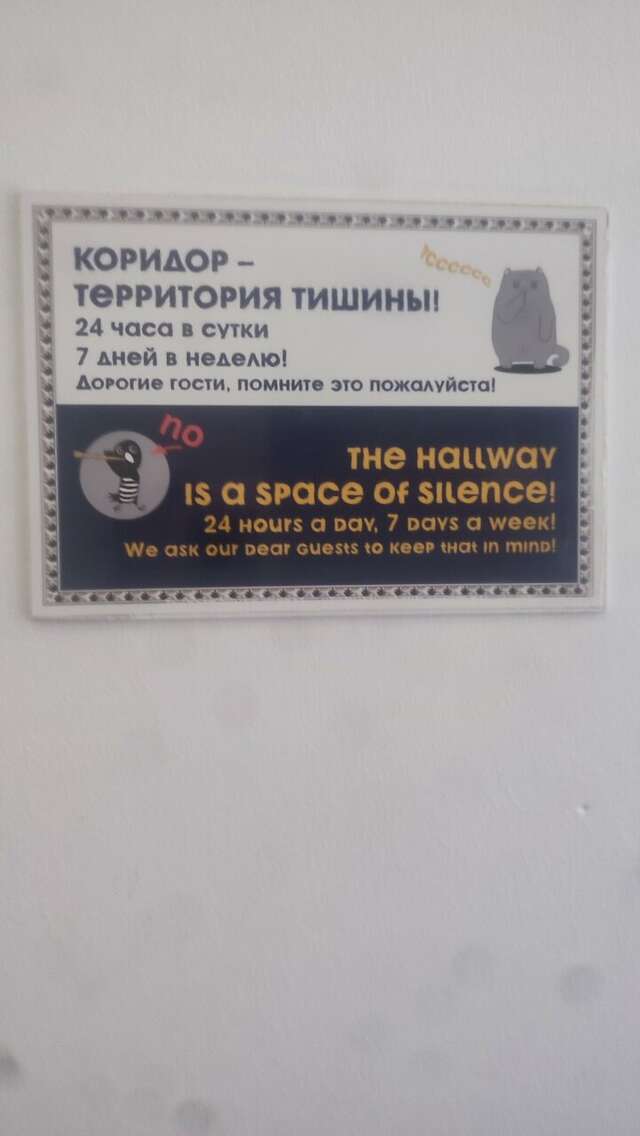 КОРИДОР –
ТЕРРИТОРИЯ ТИШИНЫ!
24 часа в сутки
7 дней в неделю!
Дорогие гости, помните это пожалуйста!
no
THE HALLWAY
IS A SPACE OF SILENCE!
24 HOURS A DAY, 7 DAYS A WEEK!
WE ASK OUR DEAR GUESTS TO KEEP THAT IN MIND!